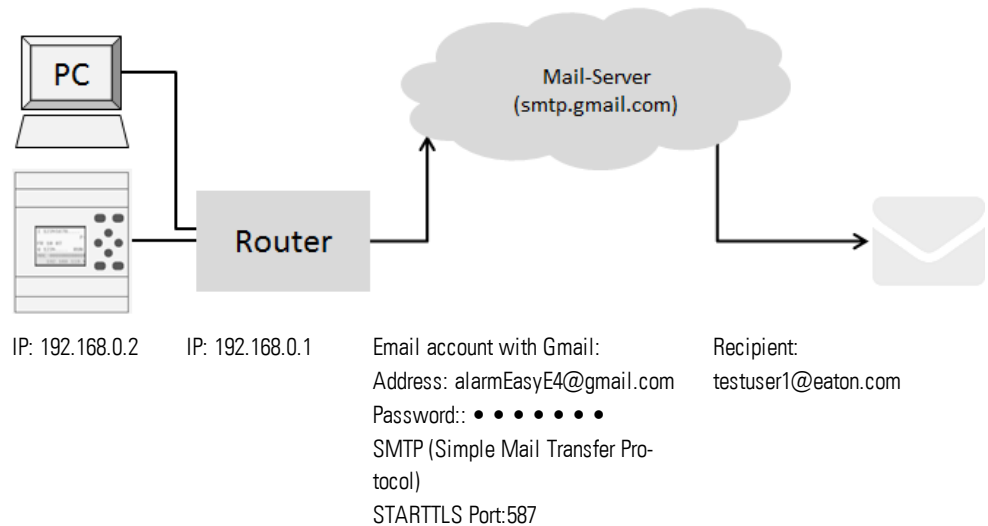 PC
Mail-Server
(smtp.gmail.com)
Router
IP: 192.168.0.2
IP: 192.168.0.1
Email account with Gmail:
Address: alarmEasyE4@gmail.com
Password:: • • • • • • •
SMTP (Simple Mail Transfer Pro-
tocol)
STARTTLS Port:587
Recipient:
testuser1@eaton.com